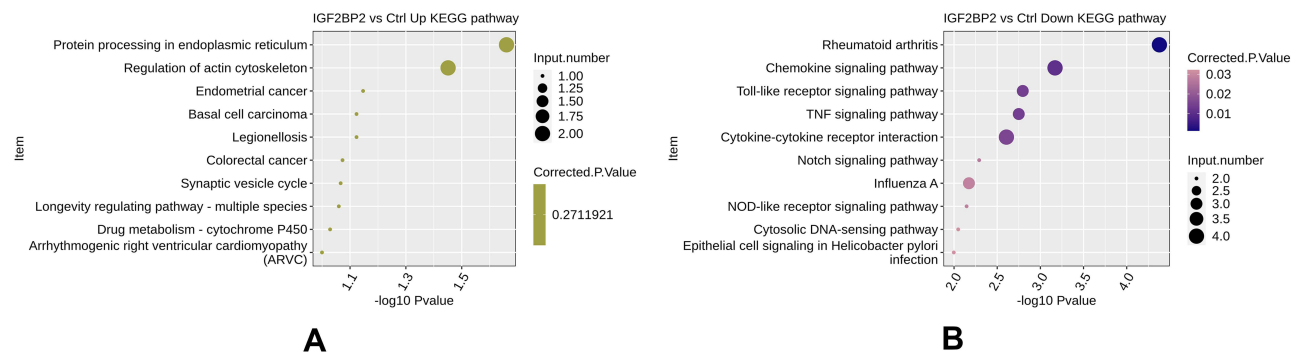 IGF2BP2 vs Ctrl Up KEGG pathway
Item
Protein processing in endoplasmic reticulum
Regulation of actin cytoskeleton
Endometrial cancer
Basal cell carcinoma
Legionellosis
Colorectal cancer
Synaptic vesicle cycle
Longevity regulating pathway - multiple species
Drug metabolism - cytochrome P450
Arrhythmogenic right ventricular cardiomyopathy
(ARVC)
1.1
1.3
1.5
-log10 Pvalue
Input.number
1.00
1.25
1.50
1.75
2.00
Corrected.P.Value
0.2711921
A
IGF2BP2 vs Ctrl Down KEGG pathway
Item
Rheumatoid arthritis
Chemokine signaling pathway
Toll-like receptor signaling pathway
TNF signaling pathway
Cytokine-cytokine receptor interaction
Notch signaling pathway
Influenza A
NOD-like receptor signaling pathway
Cytosolic DNA-sensing pathway
Epithelial cell signaling in Helicobacter pylori
infection
2.0
2.5
3.0
3.5
4.0
-log10 Pvalue
Corrected.P.Value
0.03
0.02
0.01
Input.number
2.0
2.5
3.0
3.5
4.0
B